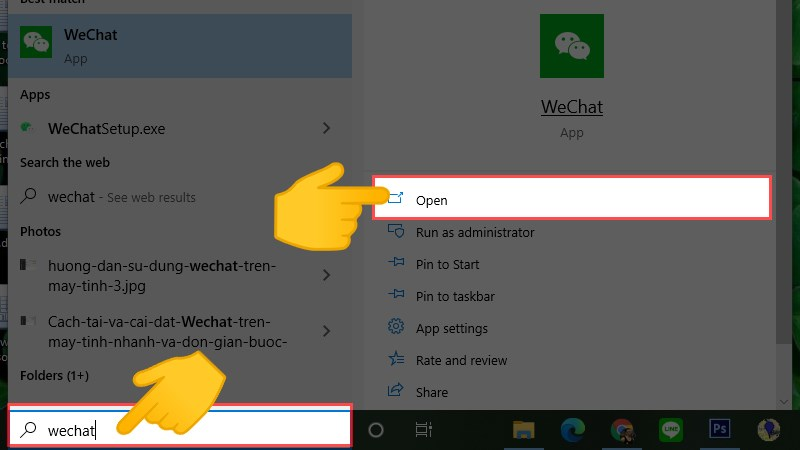 Best match
WeChat
App
Apps
WeChatSetup.exe
Search the web
wechat - See web results
Photos
huong-dan-su-dung-wechat-tren-
may-tinh-3.jpg
Cach-tai-va-cai-dat-Wechat-tren-
may-tinh-nhanh-va-don-gian-buoc-
Folders (1+)
wechat
WeChat
App
Open
Run as administrator
Pin to Start
Pin to taskbar
App settings
Rate and review
Share
LINE
Ps